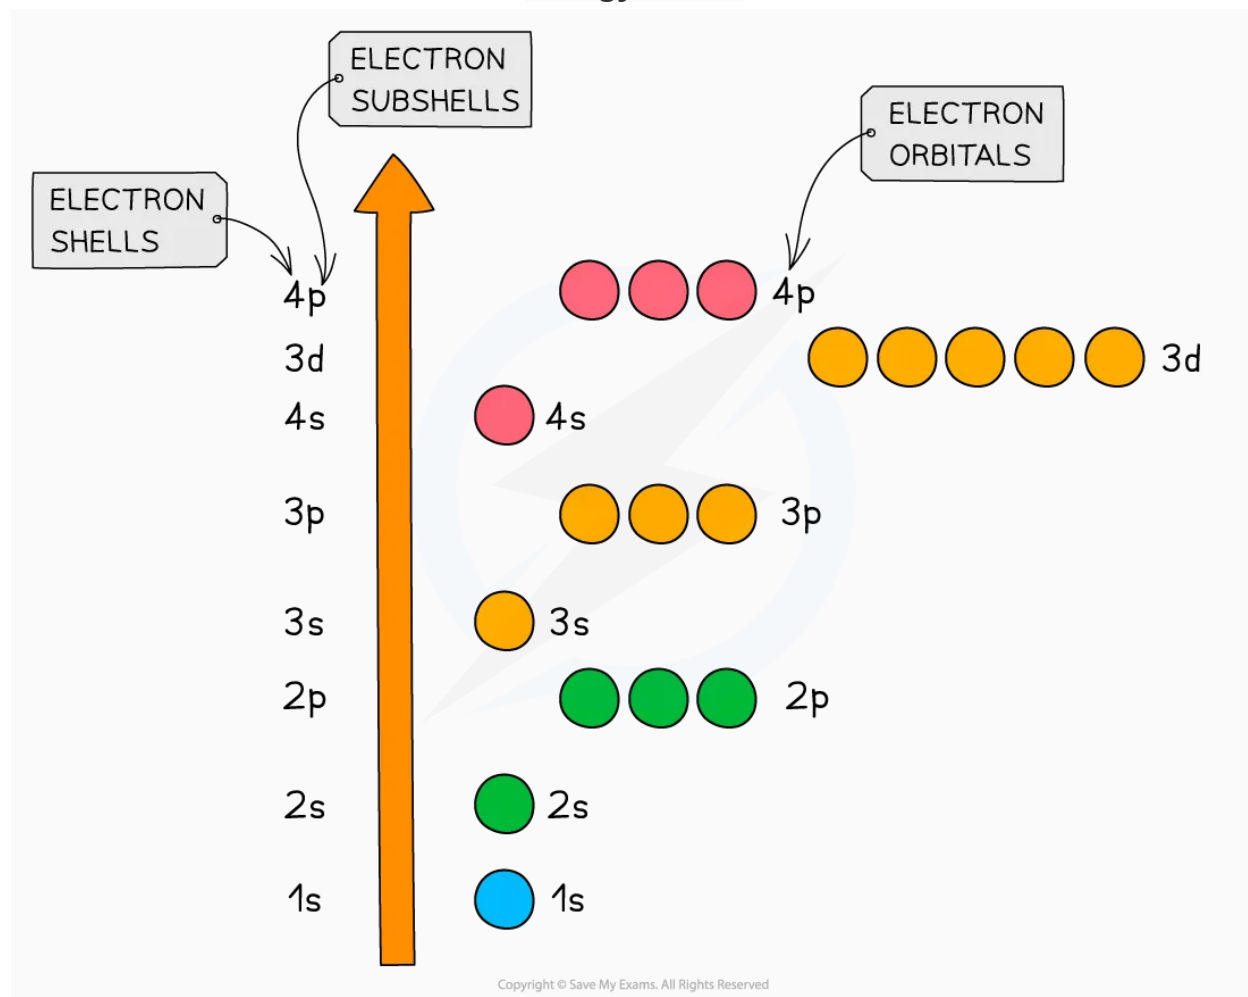 ELECTRON
SUBSHELLS
ELECTRON
ORBITALS
ELECTRON
SHELLS
4p 4p
3d 3d
4s 4s
3p 3p
3s 3s
2p 2p
2s 2s
1s 1s
Copyright © Save My Exams. All Rights Reserved